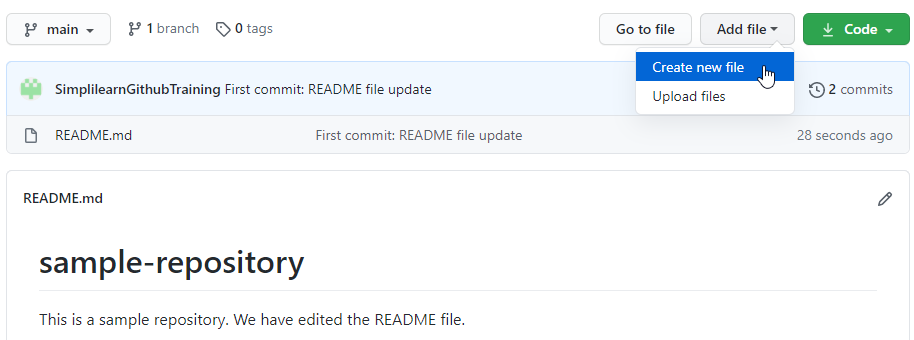 main 1 branch 0 tags Go to file Add file Code
Create new file
SimplilearnGithubTraining First commit: README file update 2 commits
Upload files
README.md First commit: README file update 28 seconds ago
README.md
sample-repository
This is a sample repository. We have edited the README file.